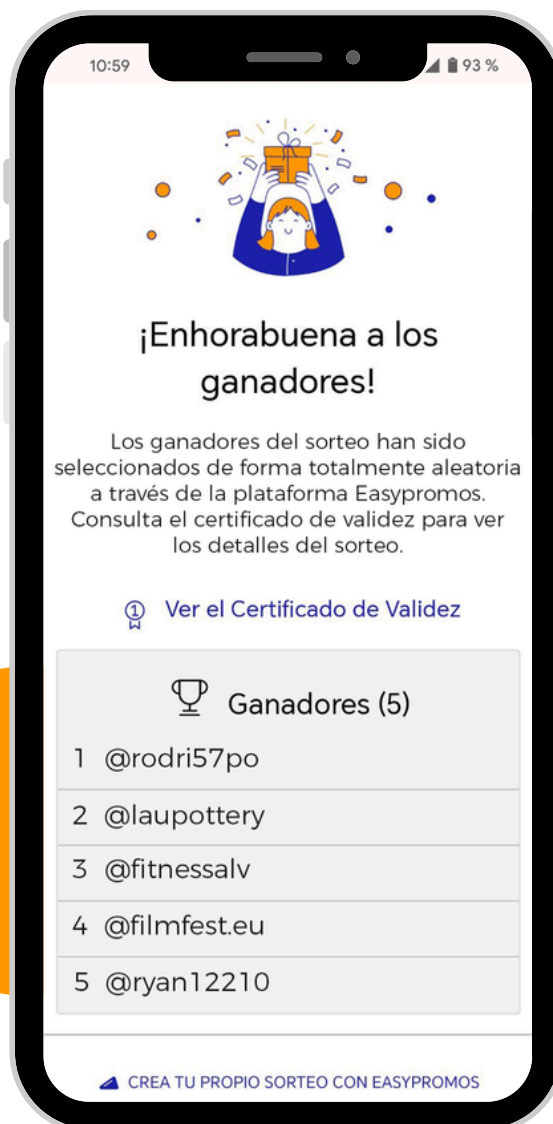 10:59 93 %
¡Enhorabuena a los
ganadores!
Los ganadores del sorteo han sido
seleccionados de forma totalmente aleatoria
a través de la plataforma Easypromos.
Consulta el certificado de validez para ver
los detalles del sorteo.
1 Ver el Certificado de Validez
Ganadores (5)
1 @rodri57po
2 @laupottery
3 @fitnessalv
4 @filmfest.eu
5 @ryan12210
CREA TU PROPIO SORTEO CON EASYPROMOS